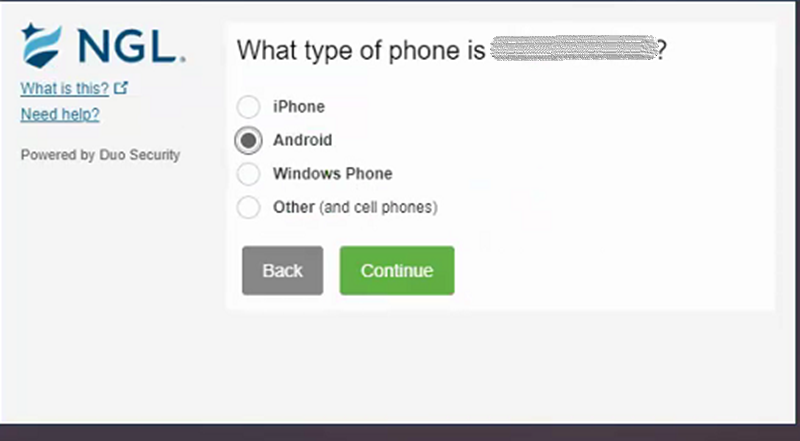 NGL.
What is this?
Need help?
Powered by Duo Security
What type of phone is ?
iPhone
Android
Windows Phone
Other (and cell phones)
Back Continue